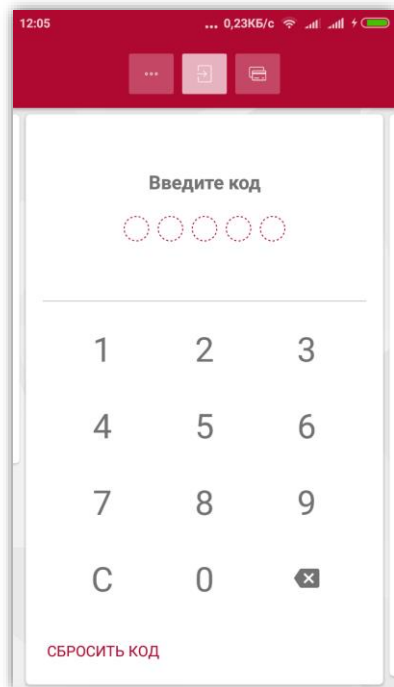 12:05 ... 0,23КБ/с
...
Введите код
1 2 3
4 5 6
7 8 9
C 0
СБРОСИТЬ КОД